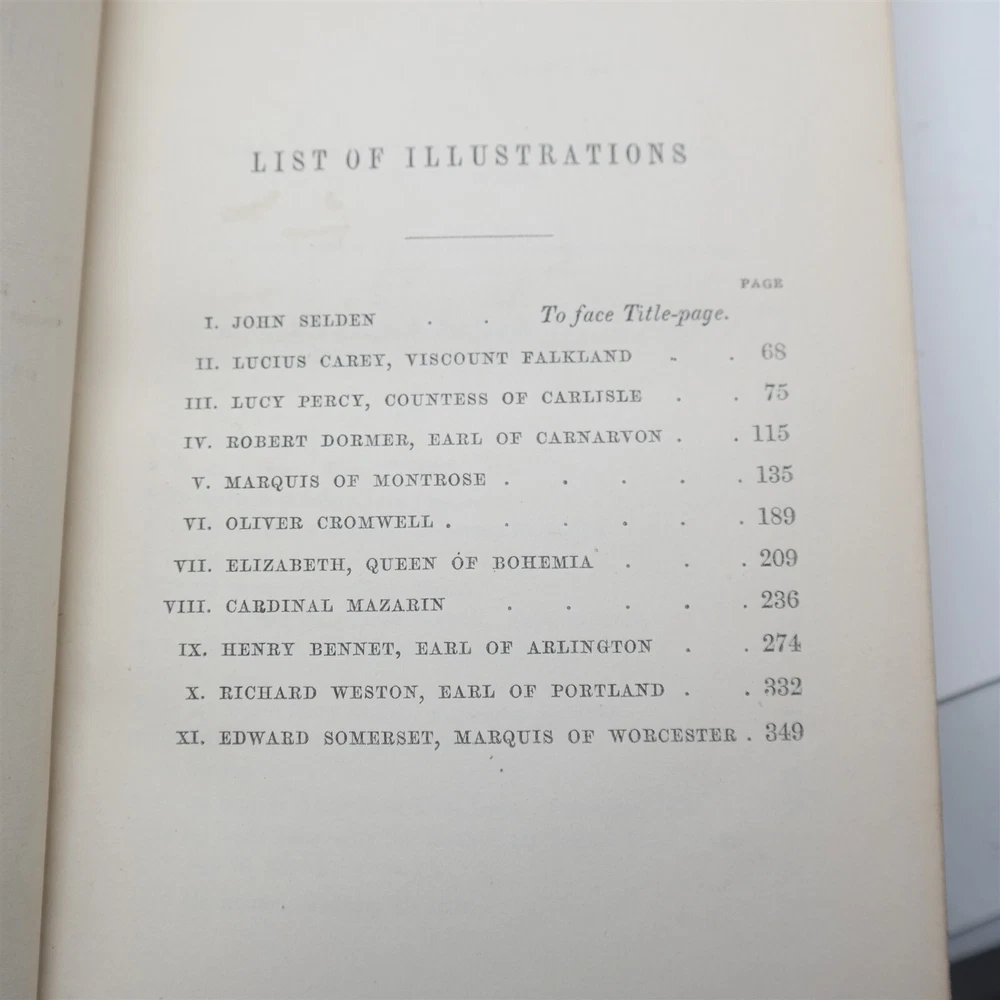 LIST OF ILLUSTRATIONS
PAGE
I. JOHN SELDEN . . To face Title-page.
II. LUCIUS CAREY, VISCOUNT FALKLAND . . 68
III. LUCY PERCY, COUNTESS OF CARLISLE . . 75
IV. ROBERT DORMER, EARL OF CARNARVON . . 115
V. MARQUIS OF MONTROSE . . . . . 135
VI. OLIVER CROMWELL . . . . . . 189
VII. ELIZABETH, QUEEN OF BOHEMIA . . . 209
VIII. CARDINAL MAZARIN . . . . . 236
IX. HENRY BENNET, EARL OF ARLINGTON . . 274
X. RICHARD WESTON, EARL OF PORTLAND . . 332
XI. EDWARD SOMERSET, MARQUIS OF WORCESTER . 349